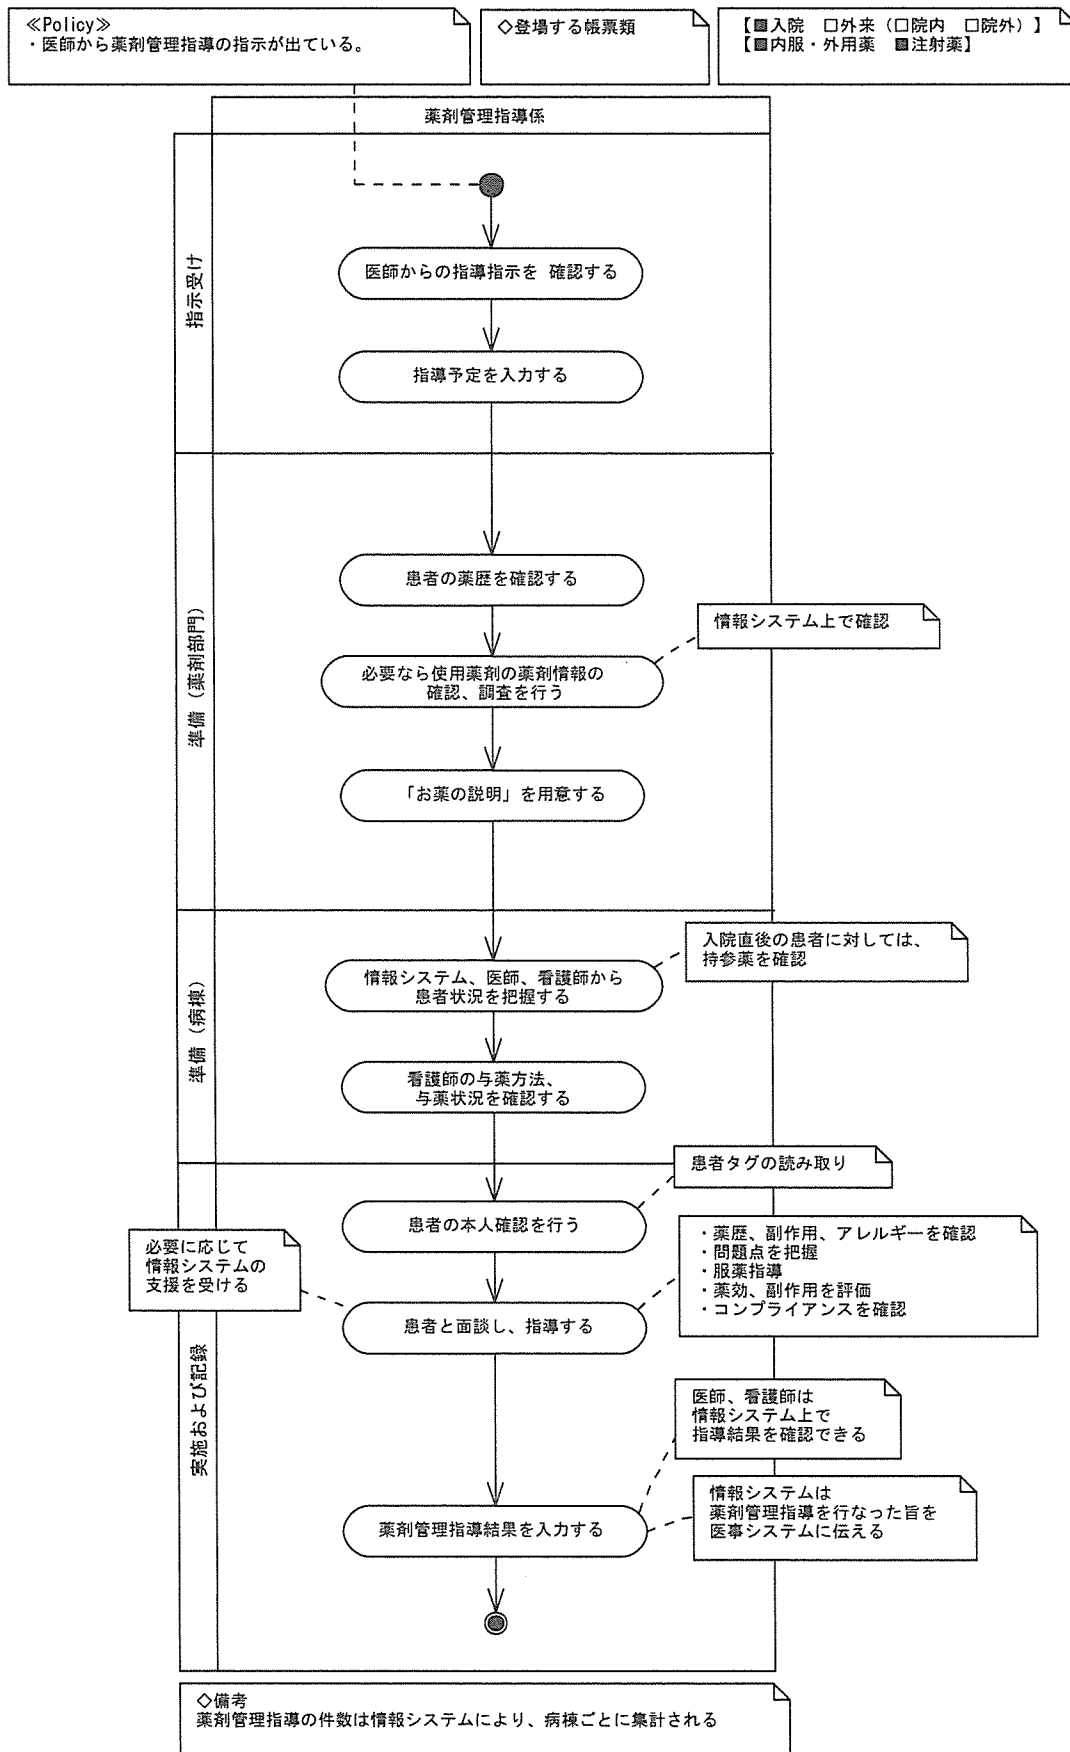 ≪Policy≫
・医師から薬剤管理指導の指示が出ている。
◇登場する帳票類
【■入院　□外来（□院内　□院外）】
【■内服・外用薬　■注射薬】
薬剤管理指導係
指示受け
医師からの指導指示を 確認する
指導予定を入力する
準備（薬剤部門）
患者の薬歴を確認する
情報システム上で確認
必要なら使用薬剤の薬剤情報の
確認、調査を行う
「お薬の説明」を用意する
準備（病棟）
入院直後の患者に対しては、
持参薬を確認
情報システム、医師、看護師から
患者状況を把握する
看護師の与薬方法、
与薬状況を確認する
実施および記録
患者タグの読み取り
患者の本人確認を行う
必要に応じて
情報システムの
支援を受ける
・薬歴、副作用、アレルギーを確認
・問題点を把握
・服薬指導
・薬効、副作用を評価
・コンプライアンスを確認
患者と面談し、指導する
医師、看護師は
情報システム上で
指導結果を確認できる
情報システムは
薬剤管理指導を行なった旨を
医事システムに伝える
薬剤管理指導結果を入力する
◇備考
薬剤管理指導の件数は情報システムにより、病棟ごとに集計される